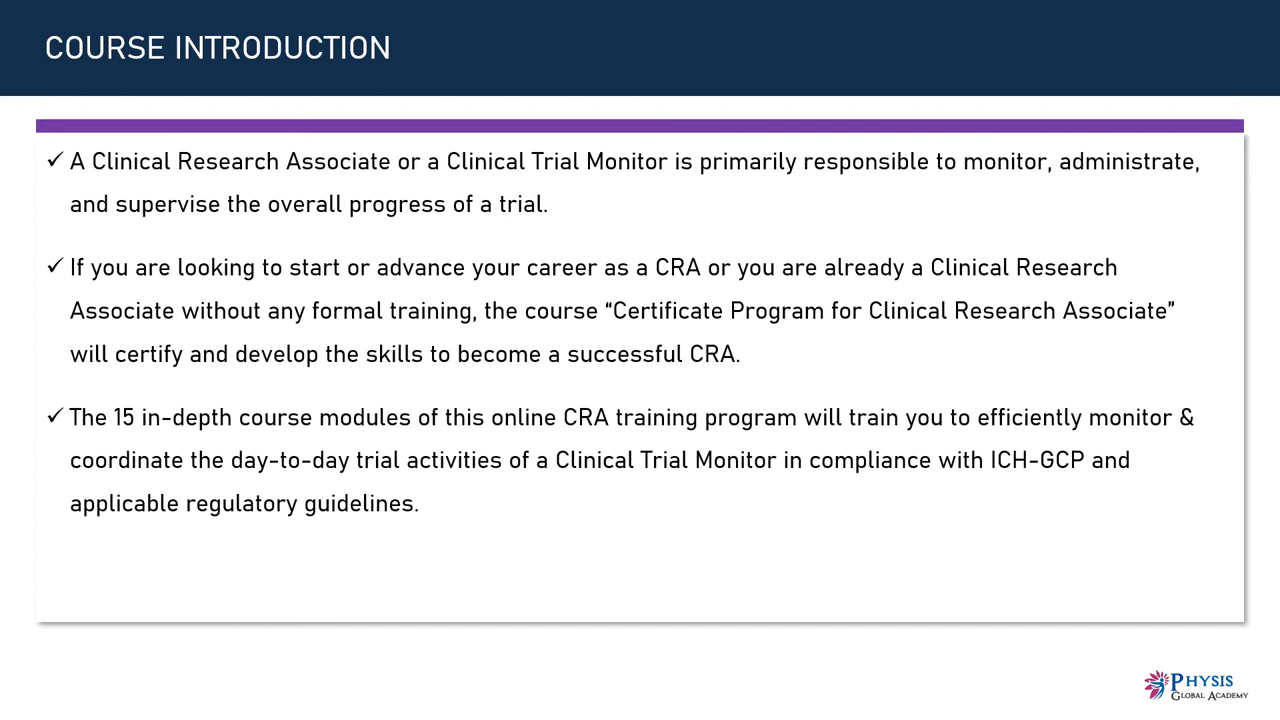 COURSE INTRODUCTION
✓ A Clinical Research Associate or a Clinical Trial Monitor is primarily responsible to monitor, administrate,
and supervise the overall progress of a trial.
✓ If you are looking to start or advance your career as a CRA or you are already a Clinical Research
Associate without any formal training, the course “Certificate Program for Clinical Research Associate”
will certify and develop the skills to become a successful CRA.
✓ The 15 in-depth course modules of this online CRA training program will train you to efficiently monitor &
coordinate the day-to-day trial activities of a Clinical Trial Monitor in compliance with ICH-GCP and
applicable regulatory guidelines.
PHYSIS
GLOBAL ACADEMY